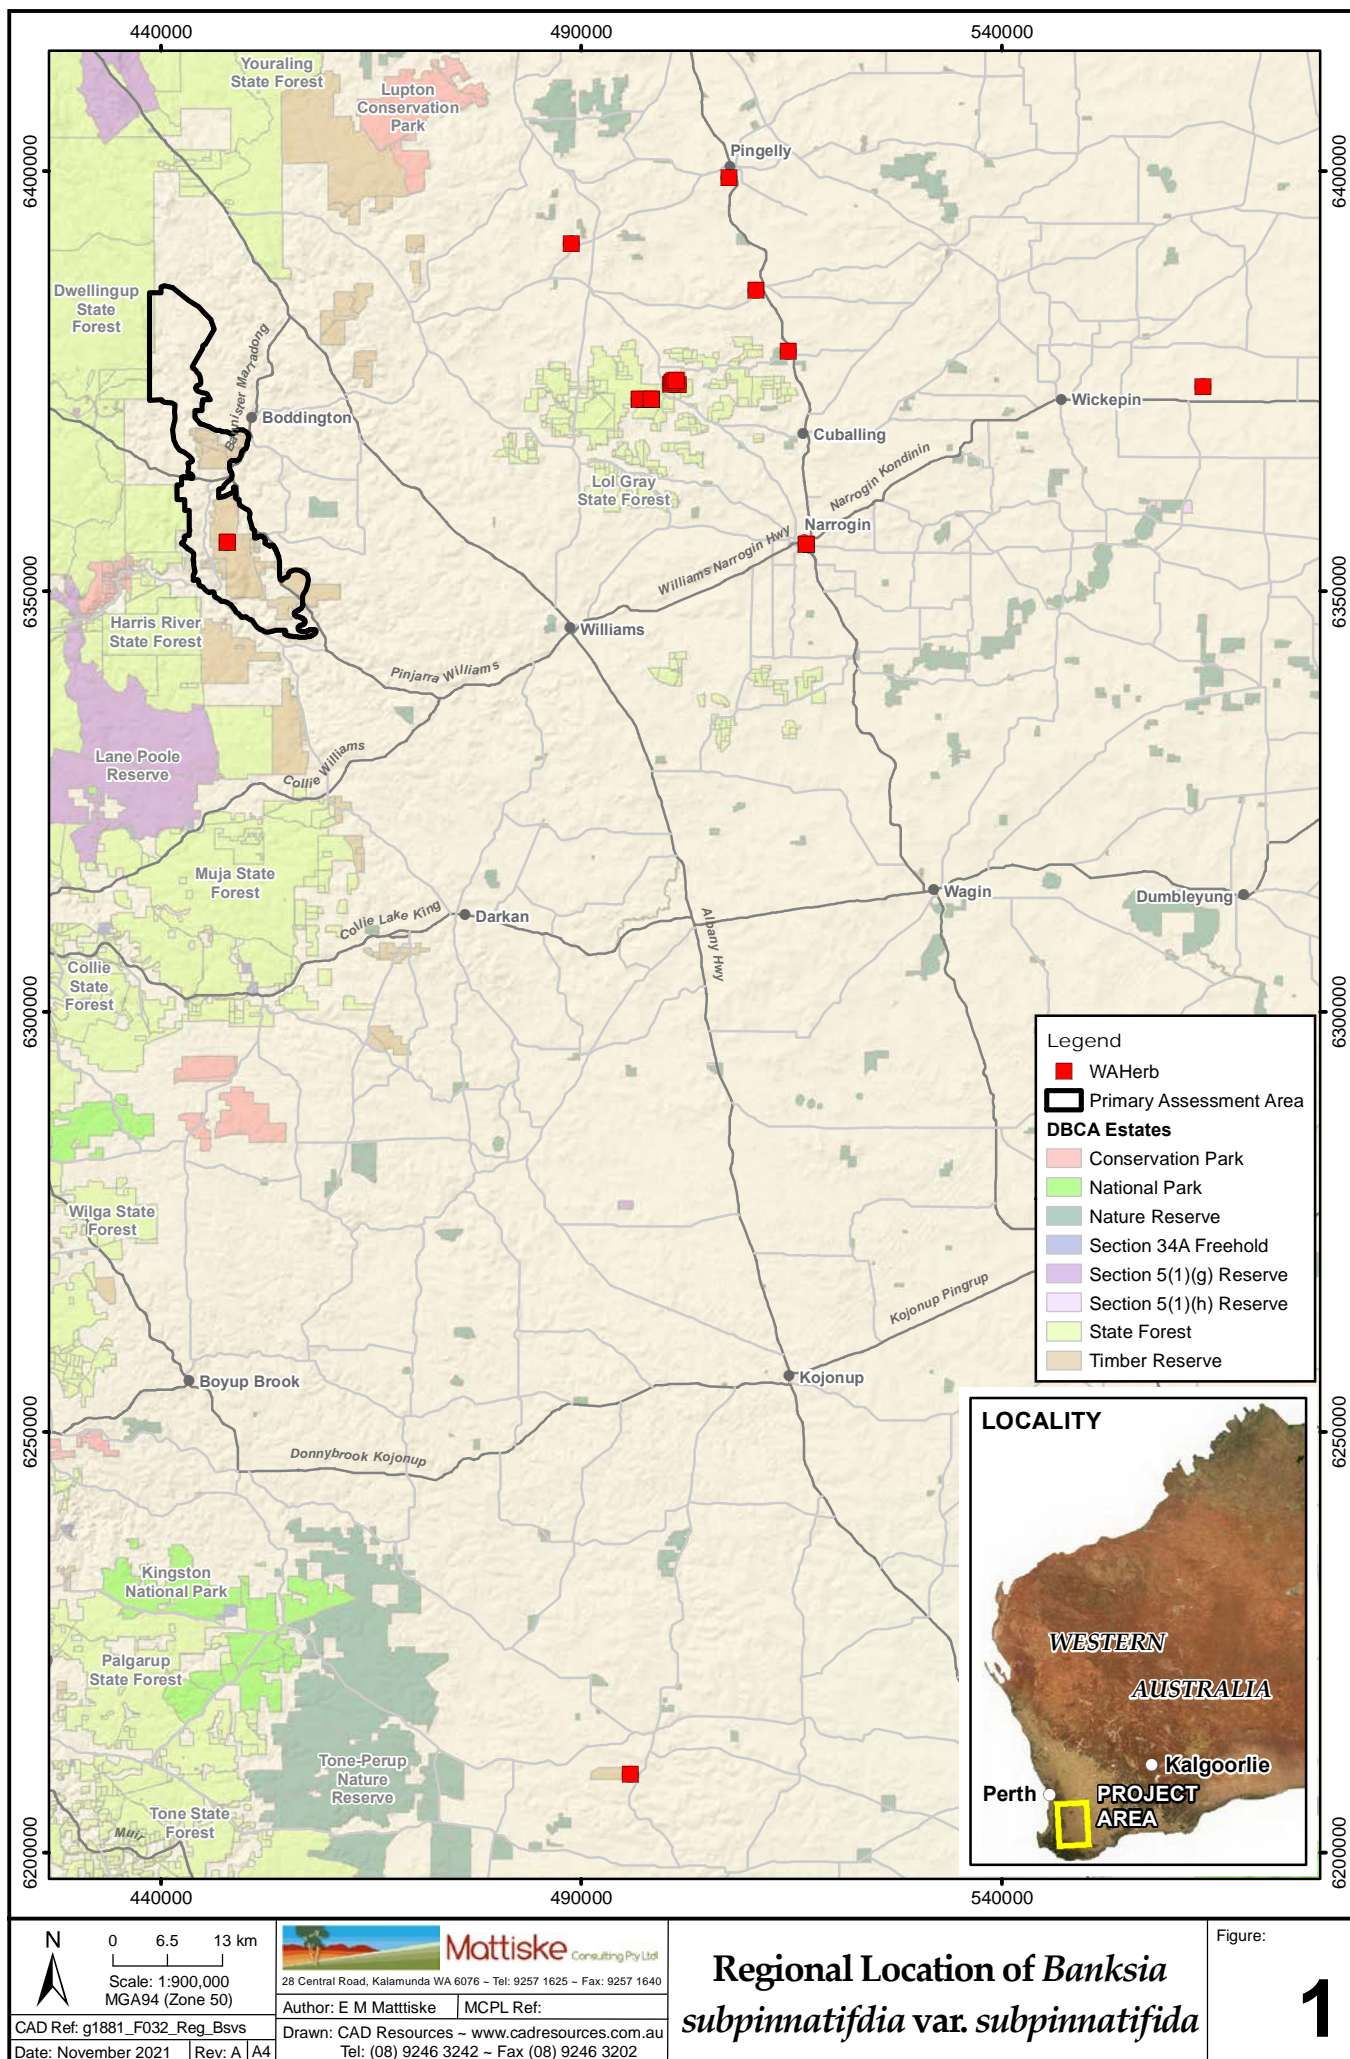 440000
490000
540000
Youraling
State Forest
Lupton
Conservation
Park
Pingelly
6400000
6400000
Dwellingup
State
Forest
Bannister Marradong
Boddington
Wickepin
Cuballing
Lol Gray
State Forest
Narrogin Kondinin
Narrogin
Williams Narrogin Hwy
6350000
6350000
Harris River
State Forest
Williams
Pinjarra Williams
Lane Poole
Reserve
Collie Williams
Muja State
Forest
Wagin
Dumbleyung
Collie Lake King
Darkan
Albany Hwy
Collie
State
Forest
6300000
6300000
Legend
WAHerb
Primary Assessment Area
DBCA Estates
Conservation Park
National Park
Nature Reserve
Section 34A Freehold
Section 5(1)(g) Reserve
Section 5(1)(h) Reserve
State Forest
Timber Reserve
Wilga State
Forest
Kojonup Pingrup
Boyup Brook
Kojonup
Donnybrook Kojonup
6250000
6250000
LOCALITY
WESTERN
AUSTRALIA
Kalgoorlie
Perth
PROJECT
AREA
Kingston
National Park
Palgarup
State Forest
Tone-Perup
Nature
Reserve
Tone State
Forest
Muir
6200000
6200000
440000
490000
540000
N
0 6.5 13 km
Scale: 1:900,000
MGA94 (Zone 50)
CAD Ref: g1881_F032_Reg_Bsvs
Date: November 2021 Rev: A A4
Mattiske Consulting Pty Ltd
28 Central Road, Kalamunda WA 6076 ~ Tel: 9257 1625 ~ Fax: 9257 1640
Author: E M Matttiske MCPL Ref:
Drawn: CAD Resources ~ www.cadresources.com.au
Tel: (08) 9246 3242 ~ Fax (08) 9246 3202
Regional Location of Banksia
subpinnatifdia var. subpinnatifida
Figure:
1